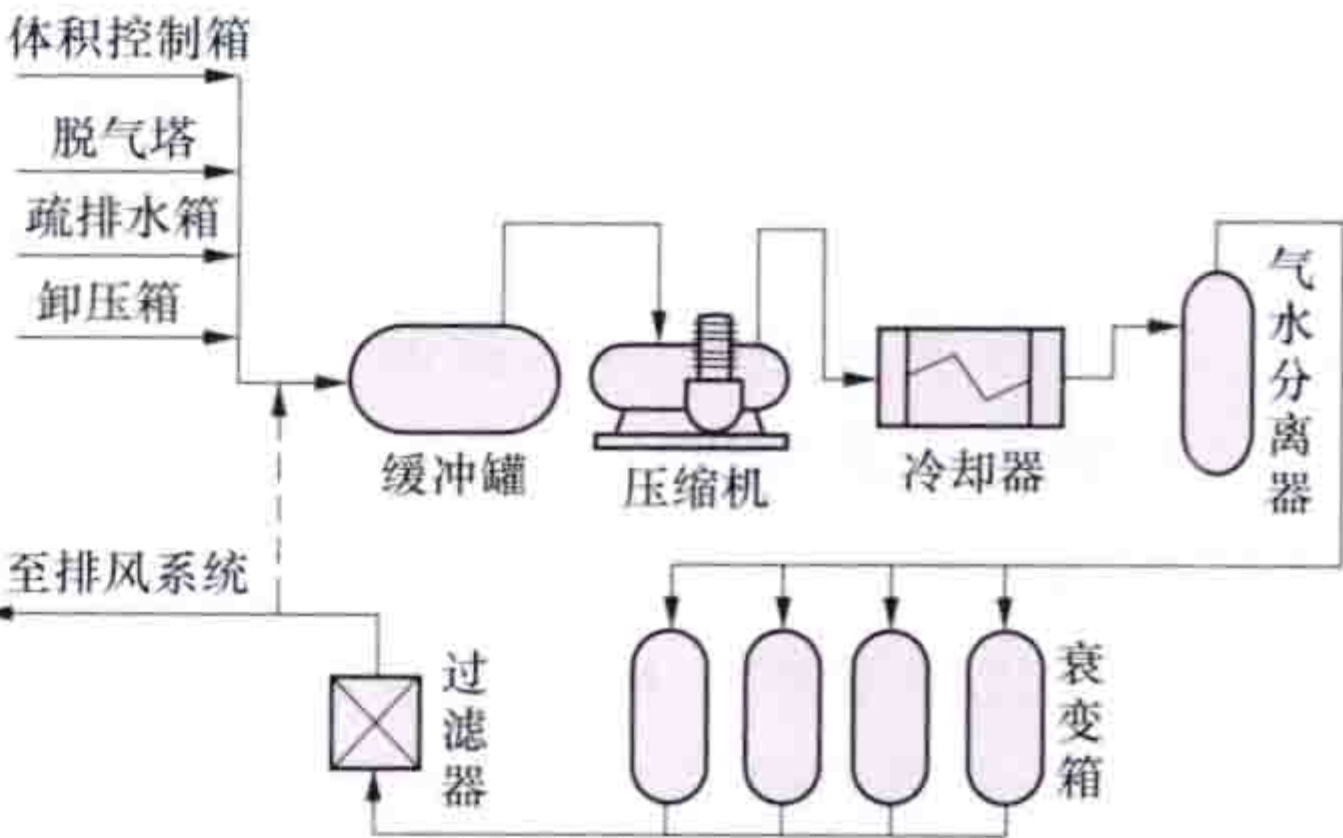 体积控制箱
脱气塔
疏排水箱
卸压箱
缓冲罐
压缩机
冷却器
气水分离器
至排风系统
过滤器
衰变箱